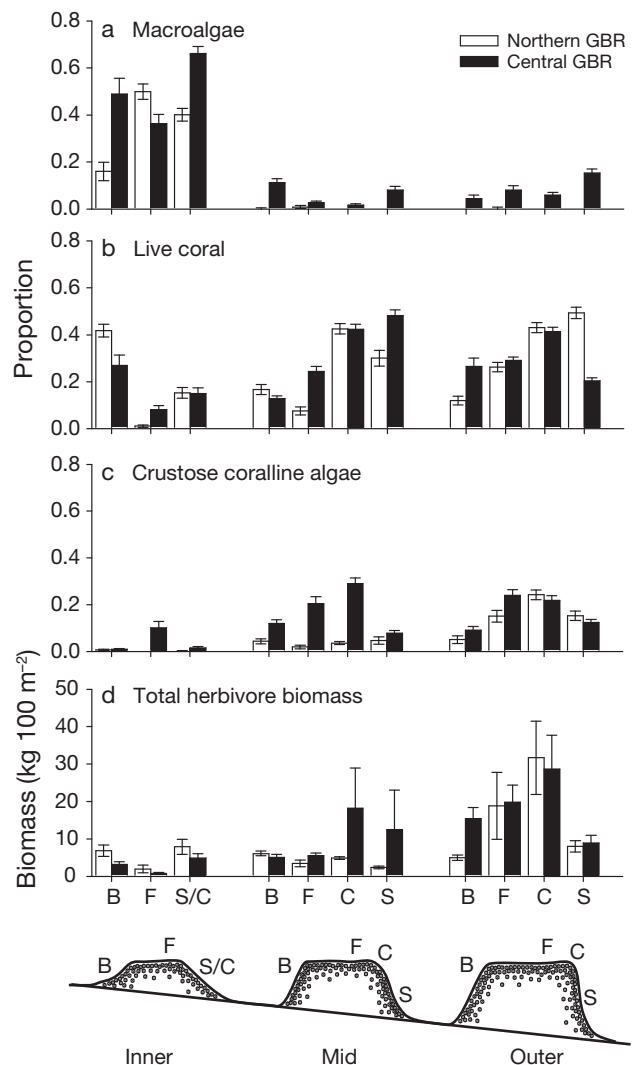 a Macroalgae
Northern GBR
Central GBR
0.8
0.6
0.4
0.2
0.0
b Live coral
0.8
0.6
0.4
0.2
0.0
Proportion
c Crustose coralline algae
0.8
0.6
0.4
0.2
0.0
d Total herbivore biomass
50
40
30
20
10
0
Biomass (kg 100 m⁻²)
B F S/C B F C S B F C S
B F S/C B F C S B F C S
Inner Mid Outer